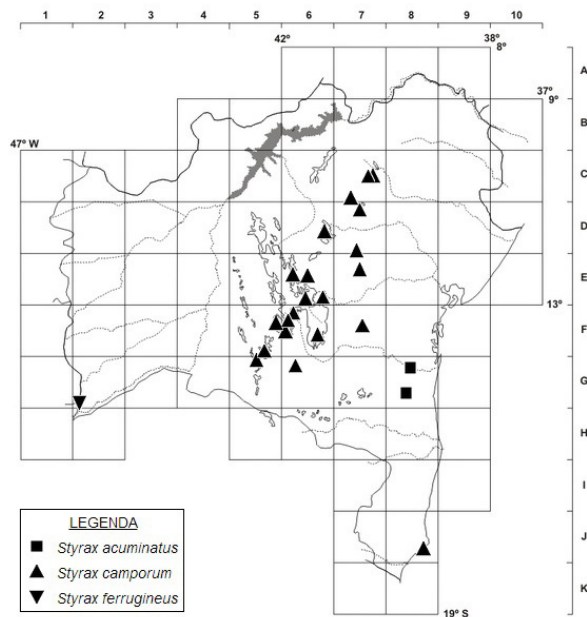 1 2 3 4 5 6 7 8 9 10
42°
38°
8°
A
37°
9°
B
47° W
C
D
E
13°
F
G
H
I
J
K
19° S
LEGENDA
Styrax acuminatus
Styrax camporum
Styrax ferrugineus